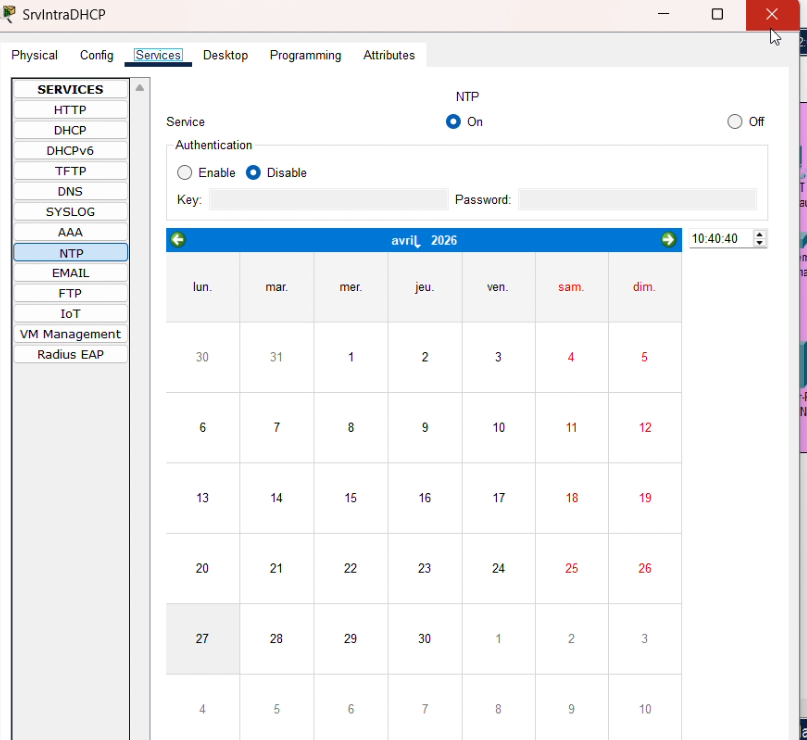 SrvIntraDHCP
Physical Config Services Desktop Programming Attributes
SERVICES
HTTP
DHCP
DHCPv6
TFTP
DNS
SYSLOG
AAA
NTP
EMAIL
FTP
IoT
VM Management
Radius EAP
NTP
Service On Off
Authentication
Enable Disable
Key: Password:
avril, 2026 10:40:40
lun. mar. mer. jeu. ven. sam. dim.
30 31 1 2 3 4 5
6 7 8 9 10 11 12
13 14 15 16 17 18 19
20 21 22 23 24 25 26
27 28 29 30 1 2 3
4 5 6 7 8 9 10